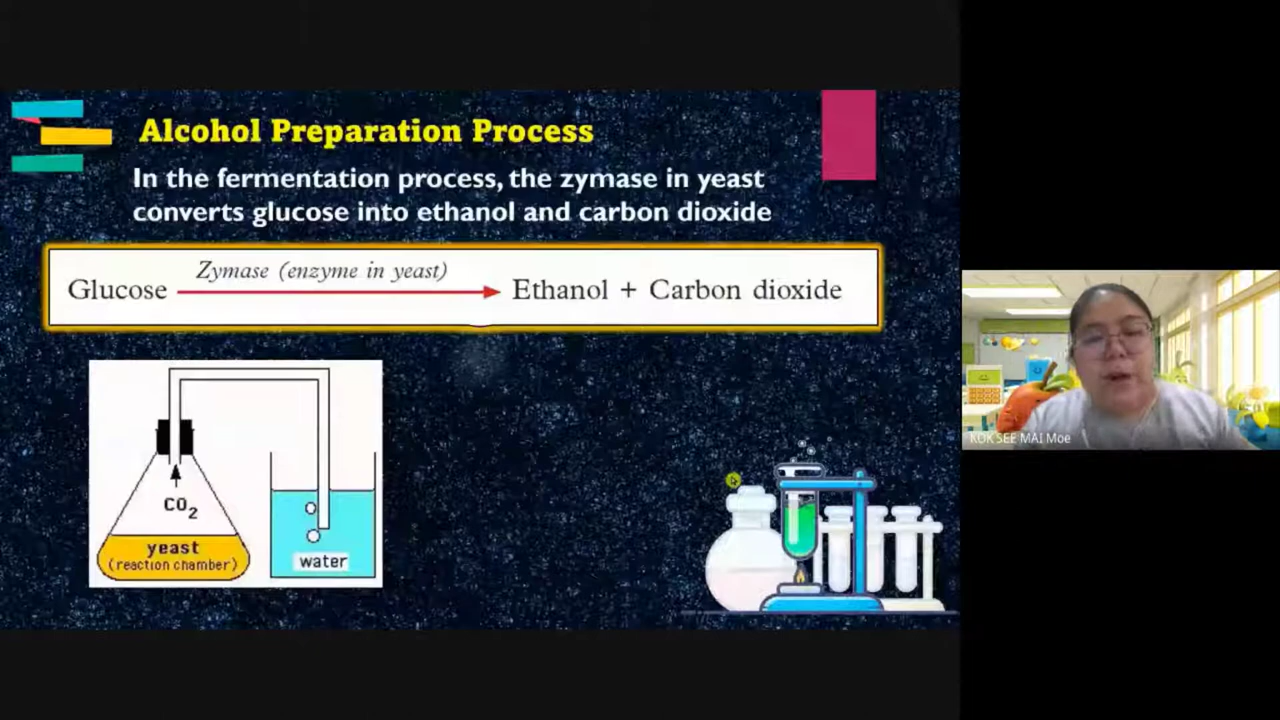 Alcohol Preparation Process
In the fermentation process, the zymase in yeast
converts glucose into ethanol and carbon dioxide
Zymase (enzyme in yeast)
Glucose Ethanol + Carbon dioxide
CO2
yeast
(reaction chamber)
water
KOK SEE MAI Moe